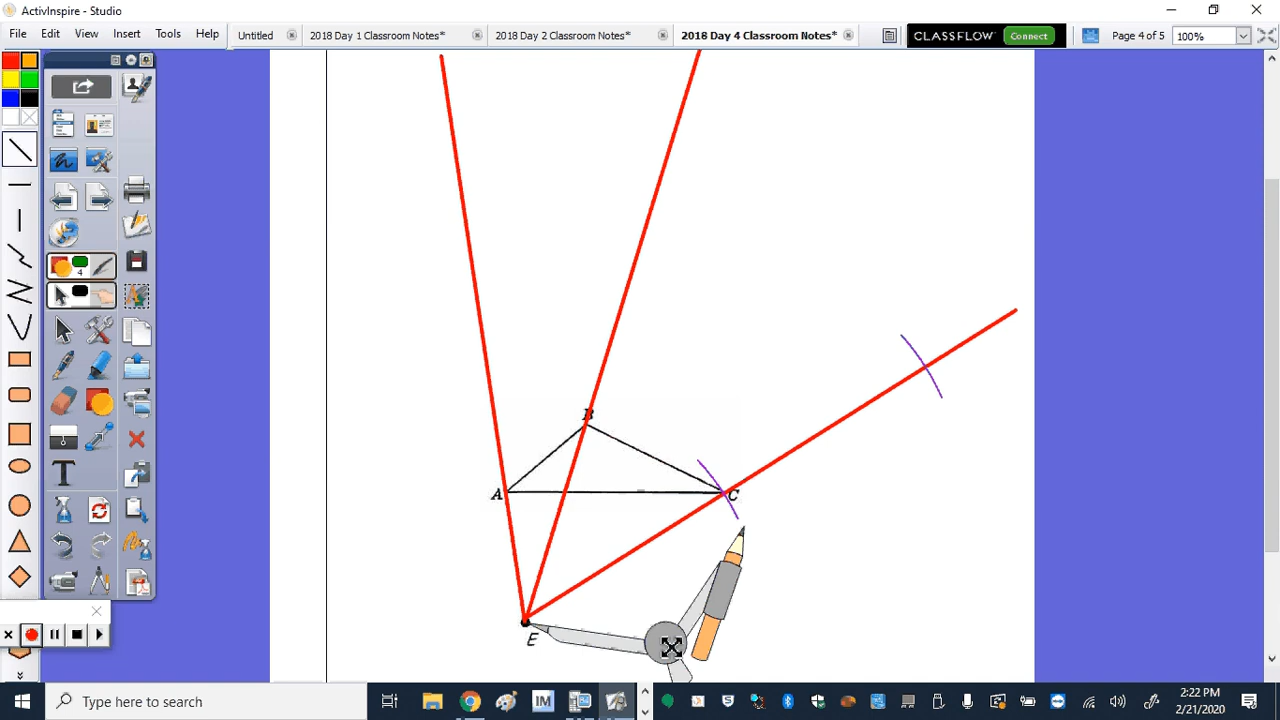 ActivInspire - Studio
File Edit View Insert Tools Help
Untitled
2018 Day 1 Classroom Notes*
2018 Day 2 Classroom Notes*
2018 Day 4 Classroom Notes*
CLASSFLOW Connect
Page 4 of 5
100%
4
T
B
A
C
E
Type here to search
IM
2:22 PM
2/21/2020